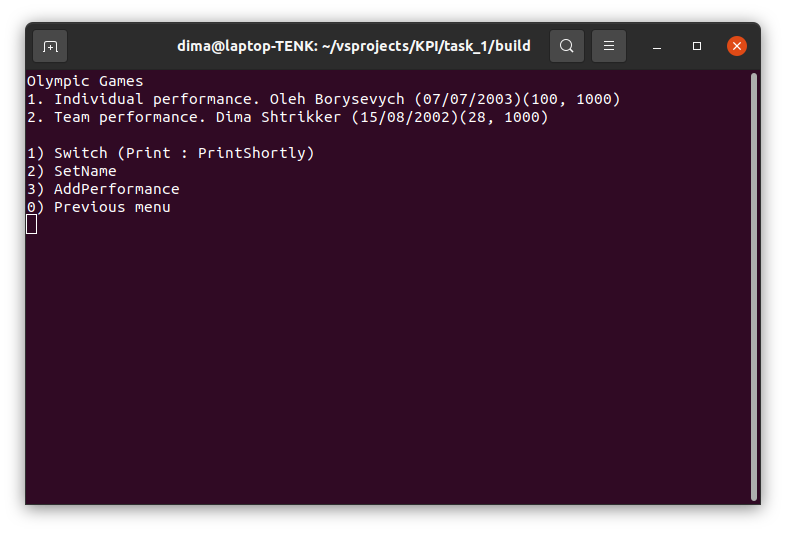 dima@laptop-TENK: ~/vsprojects/KPI/task_1/build
Olympic Games
1. Individual performance. Oleh Borysevych (07/07/2003)(100, 1000)
2. Team performance. Dima Shtrikker (15/08/2002)(28, 1000)
1) Switch (Print : PrintShortly)
2) SetName
3) AddPerformance
0) Previous menu